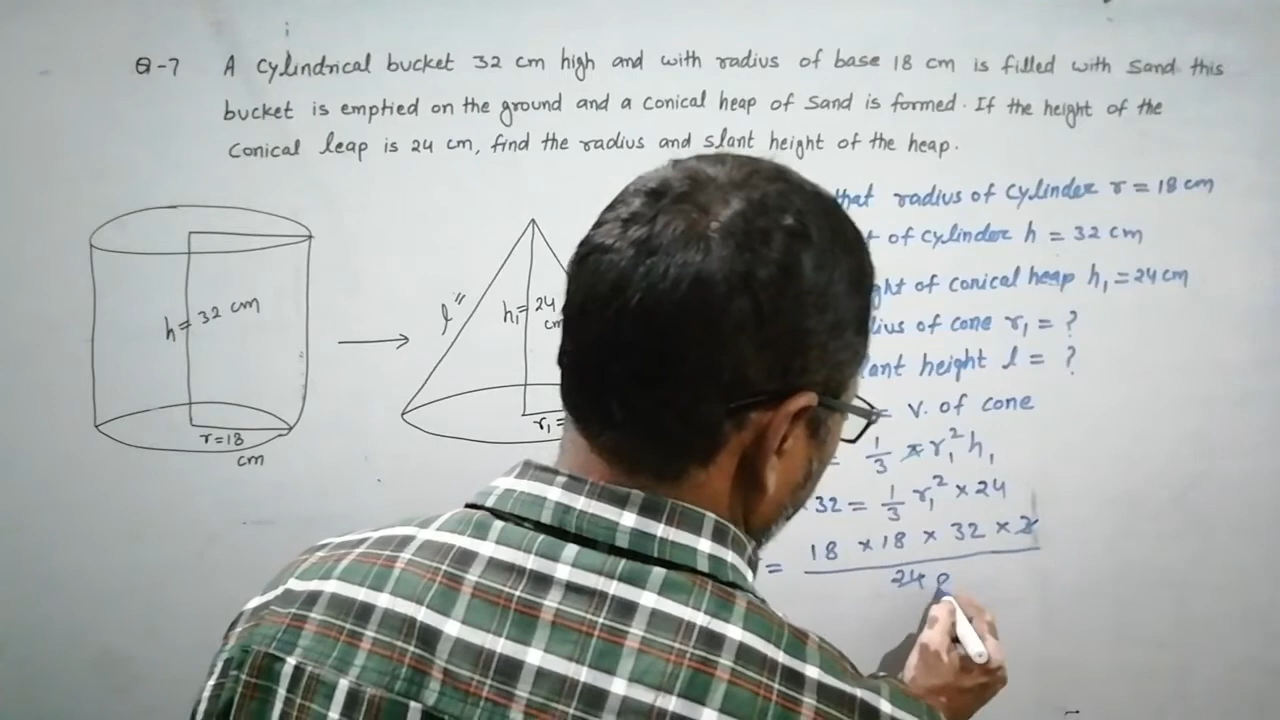 Q-7 A cylindrical bucket 32 cm high and with radius of base 18 cm is filled with Sand. this
bucket is emptied on the ground and a conical heap of sand is formed. If the height of the
Conical leap is 24 cm, find the radius and slant height of the heap.
that radius of cylinder r = 18 cm
of cylinder h = 32 cm
ght of conical heap h₁ = 24 cm
ius of cone r₁ = ?
lant height l = ?
= V. of cone
= 1/3 π r₁² h₁
32 = 1/3 r₁² × 24
= 18 × 18 × 32 × 3
24 8
h = 32 cm
r = 18
cm
l"
h₁ = 24
cm
r₁ =